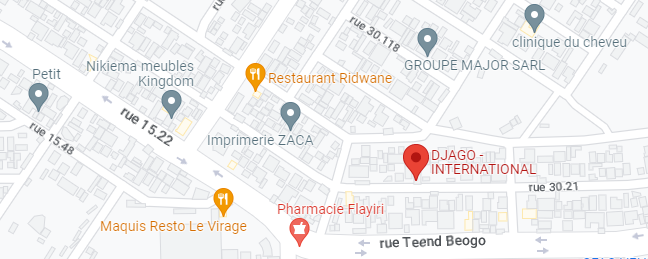 rue 30.118
clinique du cheveu
Nikiema meubles
Kingdom
GROUPE MAJOR SARL
Petit
Restaurant Ridwane
rue 15.22
rue 15.48
Imprimerie ZACA
DJAGO -
INTERNATIONAL
rue 30.21
Pharmacie Flayiri
Maquis Resto Le Virage
rue Teend Beogo